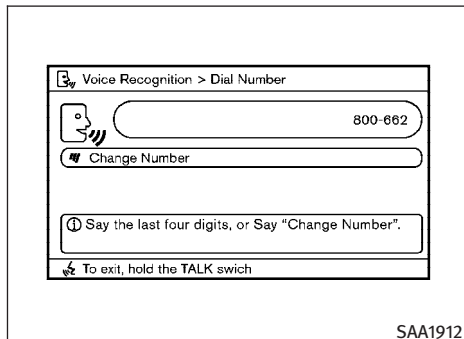 Voice Recognition > Dial Number
800-662
Change Number
Say the last four digits, or Say “Change Number”.
To exit, hold the TALK swich
SAA1912